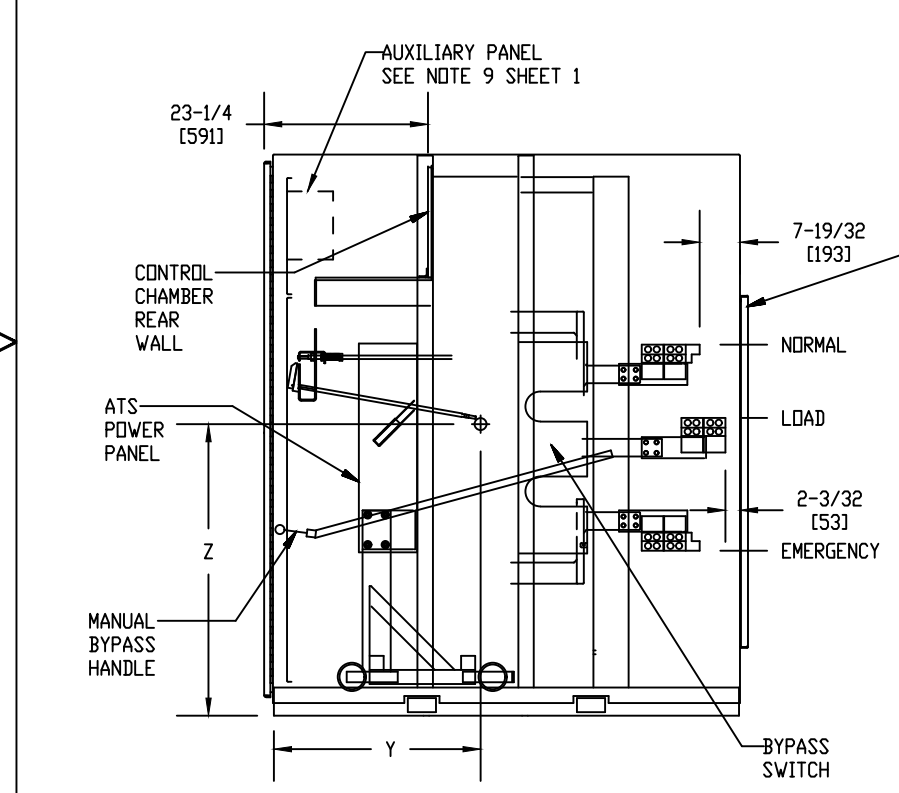 AUXILIARY PANEL
SEE NOTE 9 SHEET 1
23-1/4
[591]
7-19/32
[193]
CONTROL
CHAMBER
REAR
WALL
NORMAL
ATS
POWER
PANEL
LOAD
2-3/32
[53]
EMERGENCY
Z
MANUAL
BYPASS
HANDLE
Y
BYPASS
SWITCH